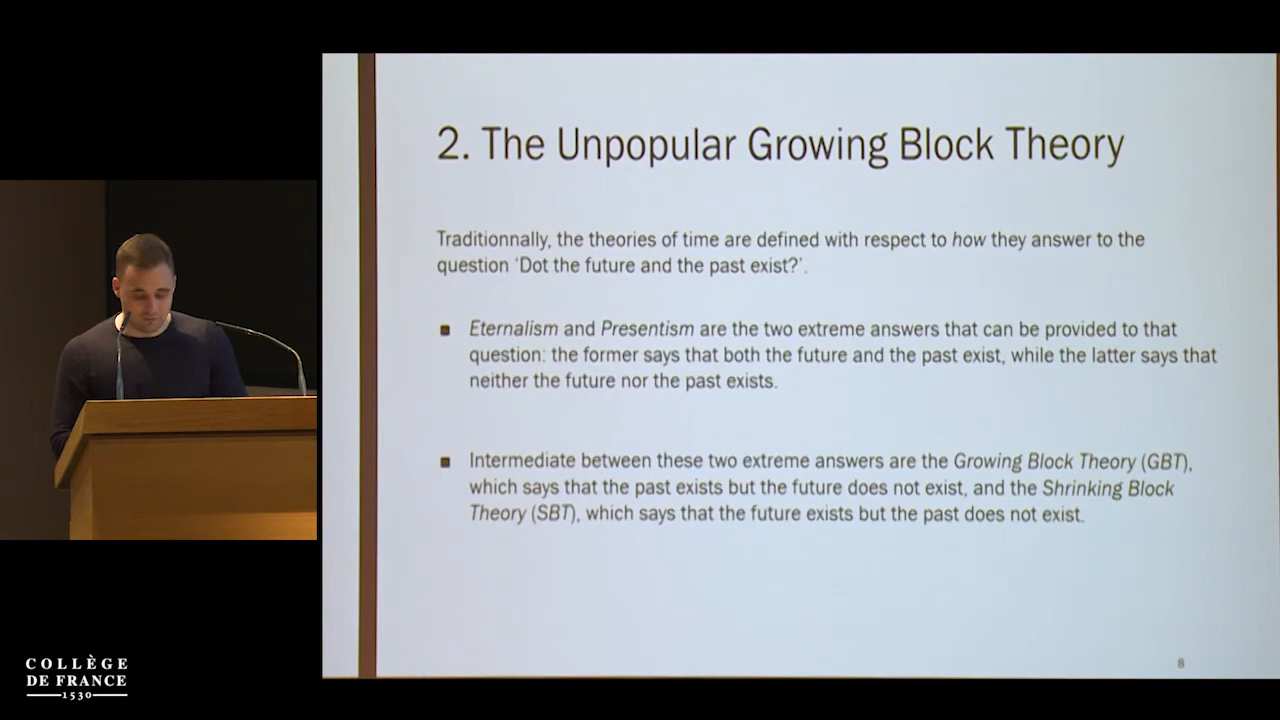 2. The Unpopular Growing Block Theory
Traditionnally, the theories of time are defined with respect to how they answer to the
question ‘Dot the future and the past exist?’.
Eternalism and Presentism are the two extreme answers that can be provided to that
question: the former says that both the future and the past exist, while the latter says that
neither the future nor the past exists.
Intermediate between these two extreme answers are the Growing Block Theory (GBT),
which says that the past exists but the future does not exist, and the Shrinking Block
Theory (SBT), which says that the future exists but the past does not exist.
8
COLLÈGE
DE FRANCE
1530